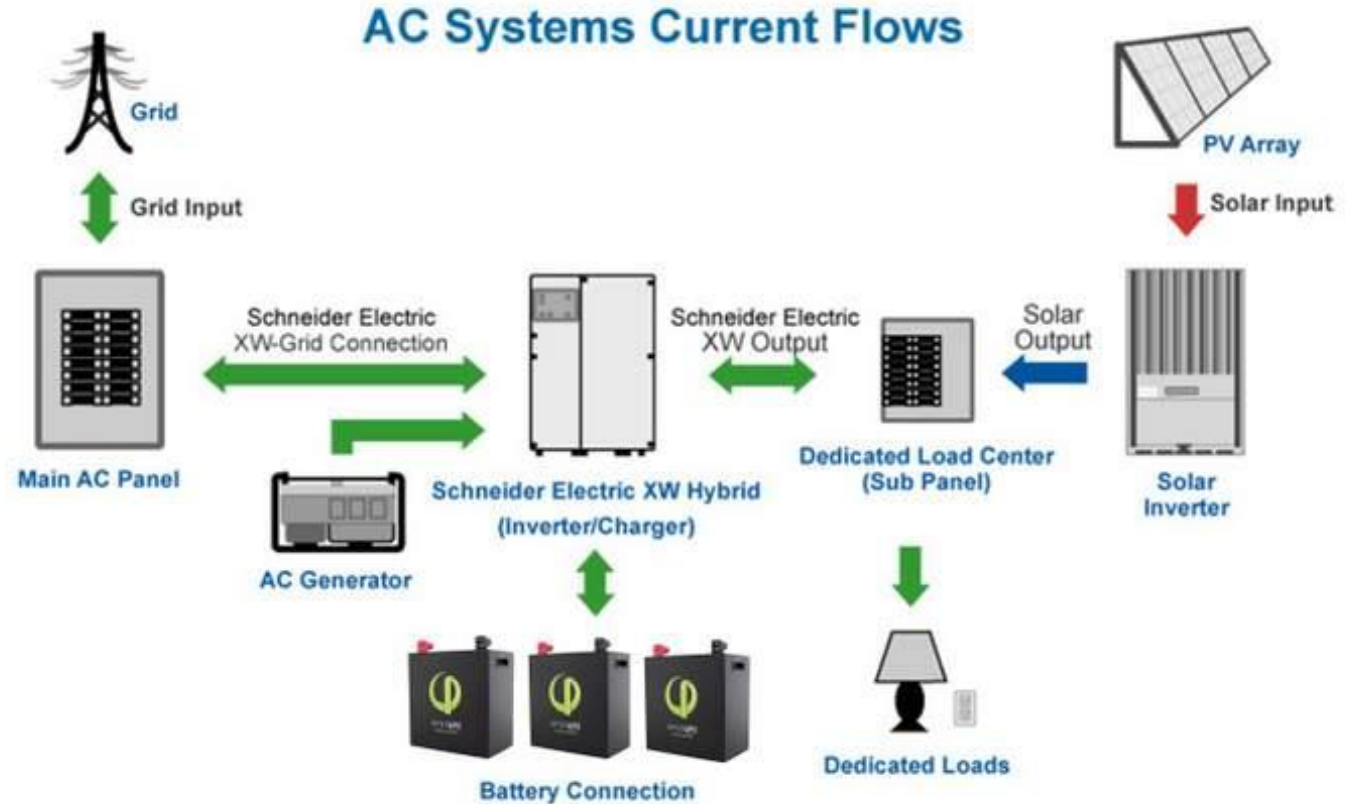 AC Systems Current Flows
Grid
PV Array
Grid Input
Solar Input
Schneider Electric
XW-Grid Connection
Schneider Electric
XW Output
Solar
Output
Main AC Panel
Schneider Electric XW Hybrid
(Inverter/Charger)
Dedicated Load Center
(Sub Panel)
Solar
Inverter
AC Generator
Dedicated Loads
Battery Connection